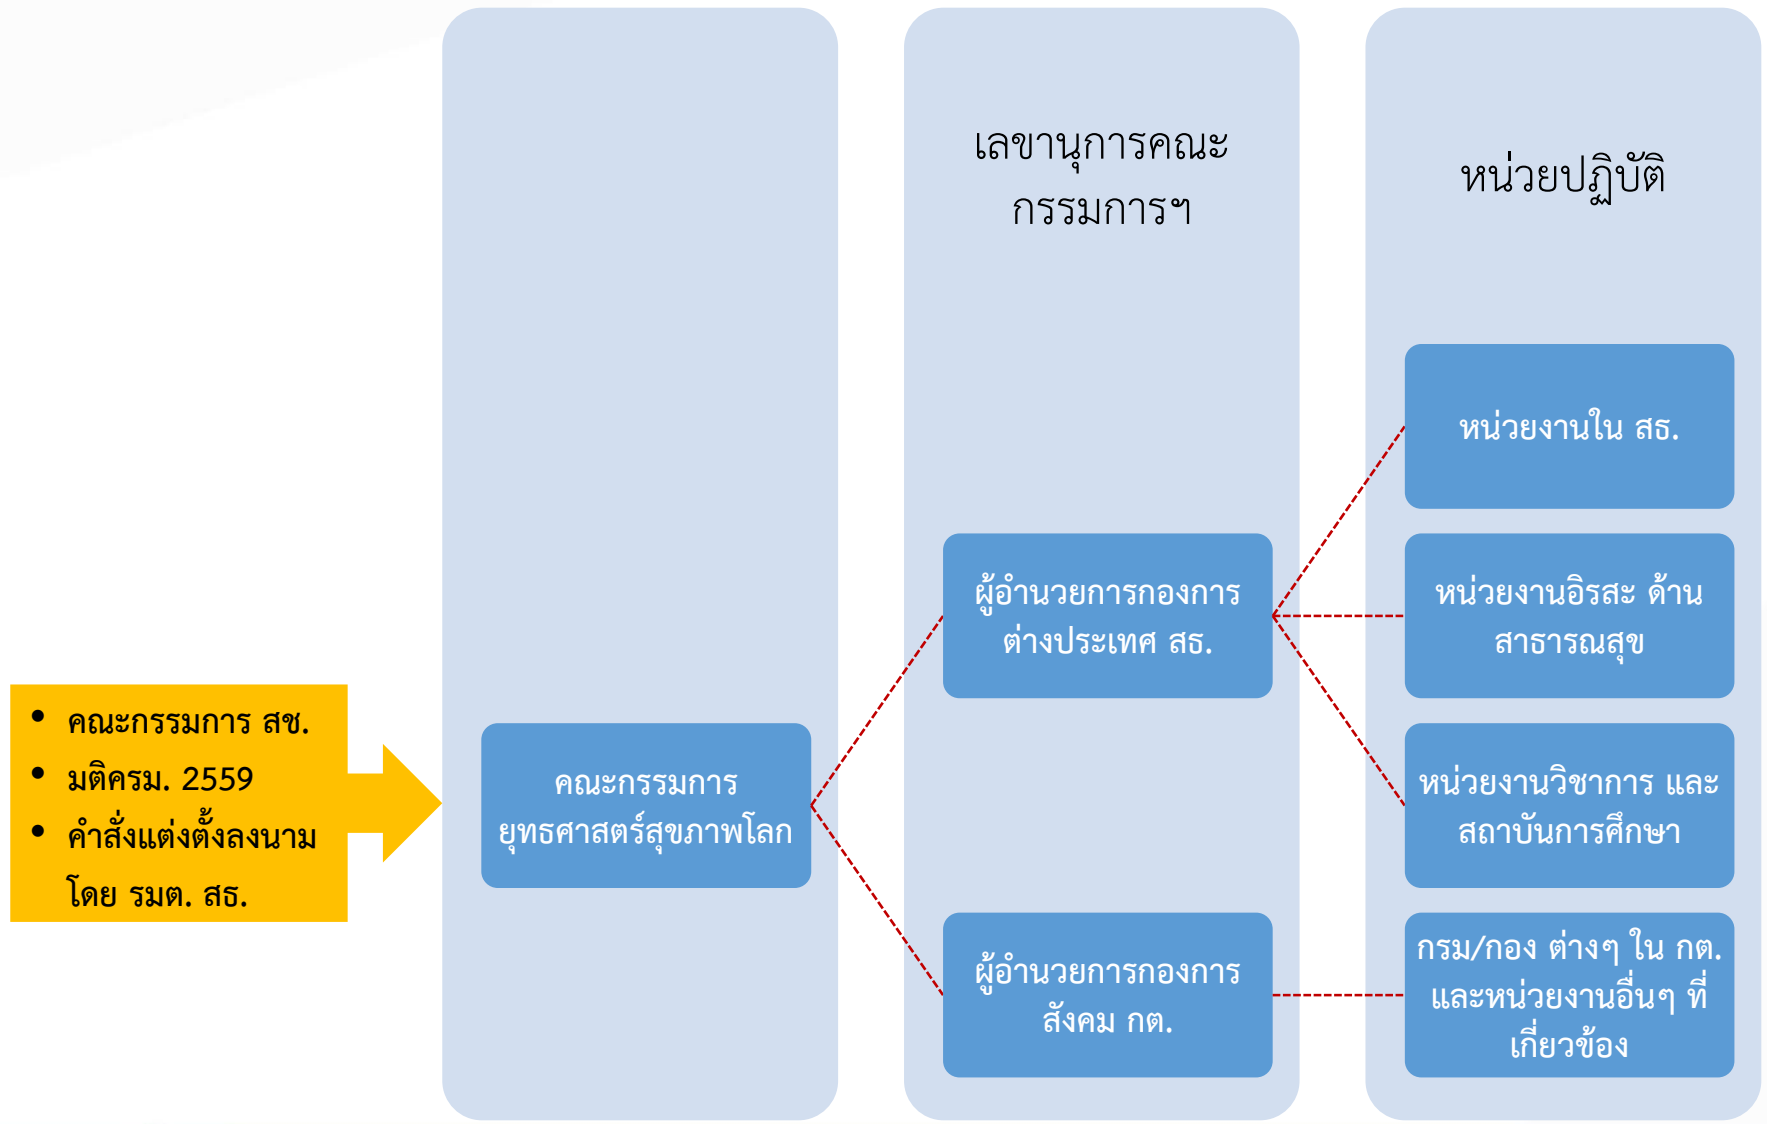 เลขานุการคณะ
กรรมการฯ
หน่วยปฏิบัติ
• คณะกรรมการ สช.
• มติครม. 2559
• คำสั่งแต่งตั้งลงนาม
โดย รมต. สธ.
คณะกรรมการ
ยุทธศาสตร์สุขภาพโลก
ผู้อำนวยการกองการ
ต่างประเทศ สธ.
ผู้อำนวยการกองการ
สังคม กต.
หน่วยงานใน สธ.
หน่วยงานอิรสะ ด้าน
สาธารณสุข
หน่วยงานวิชาการ และ
สถาบันการศึกษา
กรม/กอง ต่างๆ ใน กต.
และหน่วยงานอื่นๆ ที่
เกี่ยวข้อง